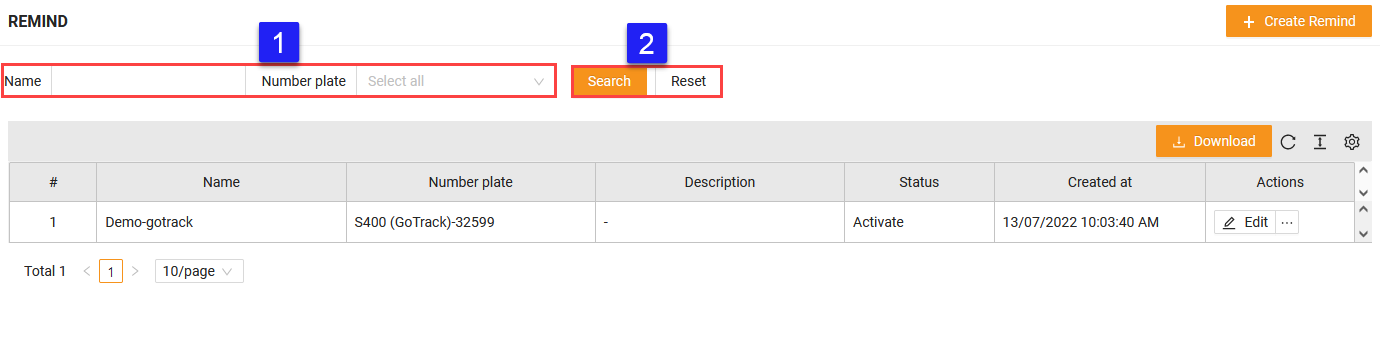 REMIND
+ Create Remind
1
2
Name Number plate Select all Search Reset
Download
# Name Number plate Description Status Created at Actions
1 Demo-gotrack S400 (GoTrack)-32599 - Activate 13/07/2022 10:03:40 AM Edit ...
Total 1 < 1 > 10/page